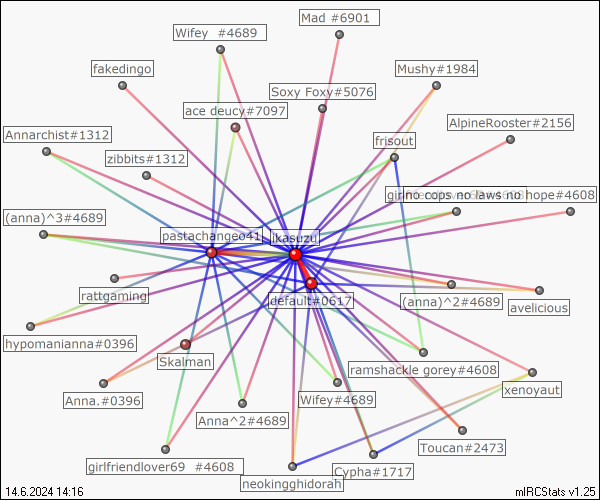 Mad #6901
Wifey  #4689
fakedingo
Mushy#1984
Soxy Foxy#5076
ace deucy#7097
AlpineRooster#2156
Annarchist#1312
frisout
zibbits#1312
no cops no laws no hope#4608
(anna)^3#4689
pastachangeo41
ikasuzu
rattgaming
default#0617
(anna)^2#4689
avelicious
hypomanianna#0396
Skalman
ramshackle gorey#4608
xenoyaut
Anna.#0396
Wifey#4689
Anna^2#4689
Toucan#2473
girlfriendlover69  #4608
Cypha#1717
neokingghidorah
14.6.2024 14:16
mIRCStats v1.25